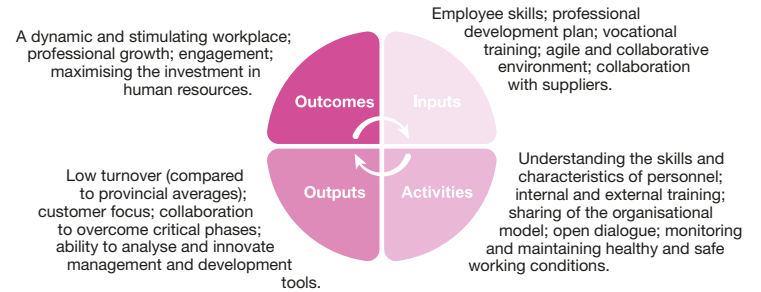 A dynamic and stimulating workplace;
professional growth; engagement;
maximising the investment in
human resources.
Employee skills; professional
development plan; vocational
training; agile and collaborative
environment; collaboration
with suppliers.
Outcomes
Inputs
Outputs
Activities
Low turnover (compared
to provincial averages);
customer focus; collaboration
to overcome critical phases;
ability to analyse and innovate
management and development
tools.
Understanding the skills and
characteristics of personnel;
internal and external training;
sharing of the organisational
model; open dialogue; monitoring
and maintaining healthy and safe
working conditions.